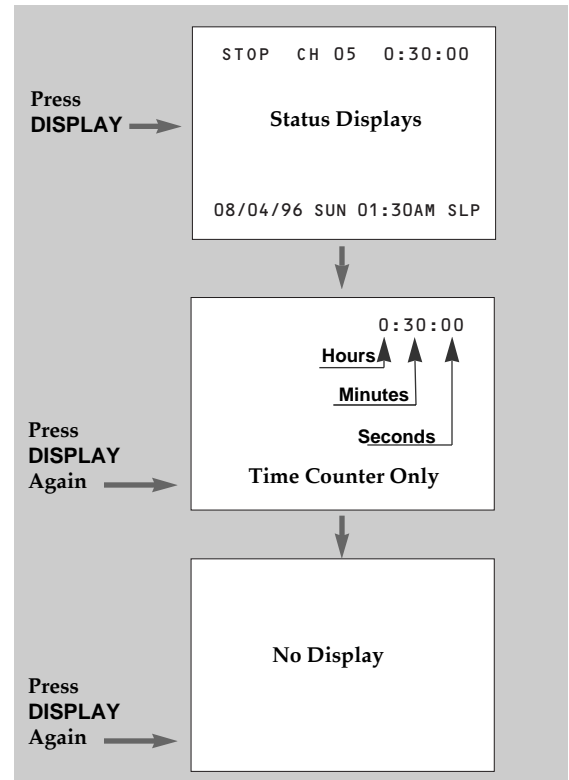 STOP CH 05 0:30:00
Press
DISPLAY
Status Displays
08/04/96 SUN 01:30AM SLP
0:30:00
Hours
Minutes
Seconds
Press
DISPLAY
Again
Time Counter Only
No Display
Press
DISPLAY
Again